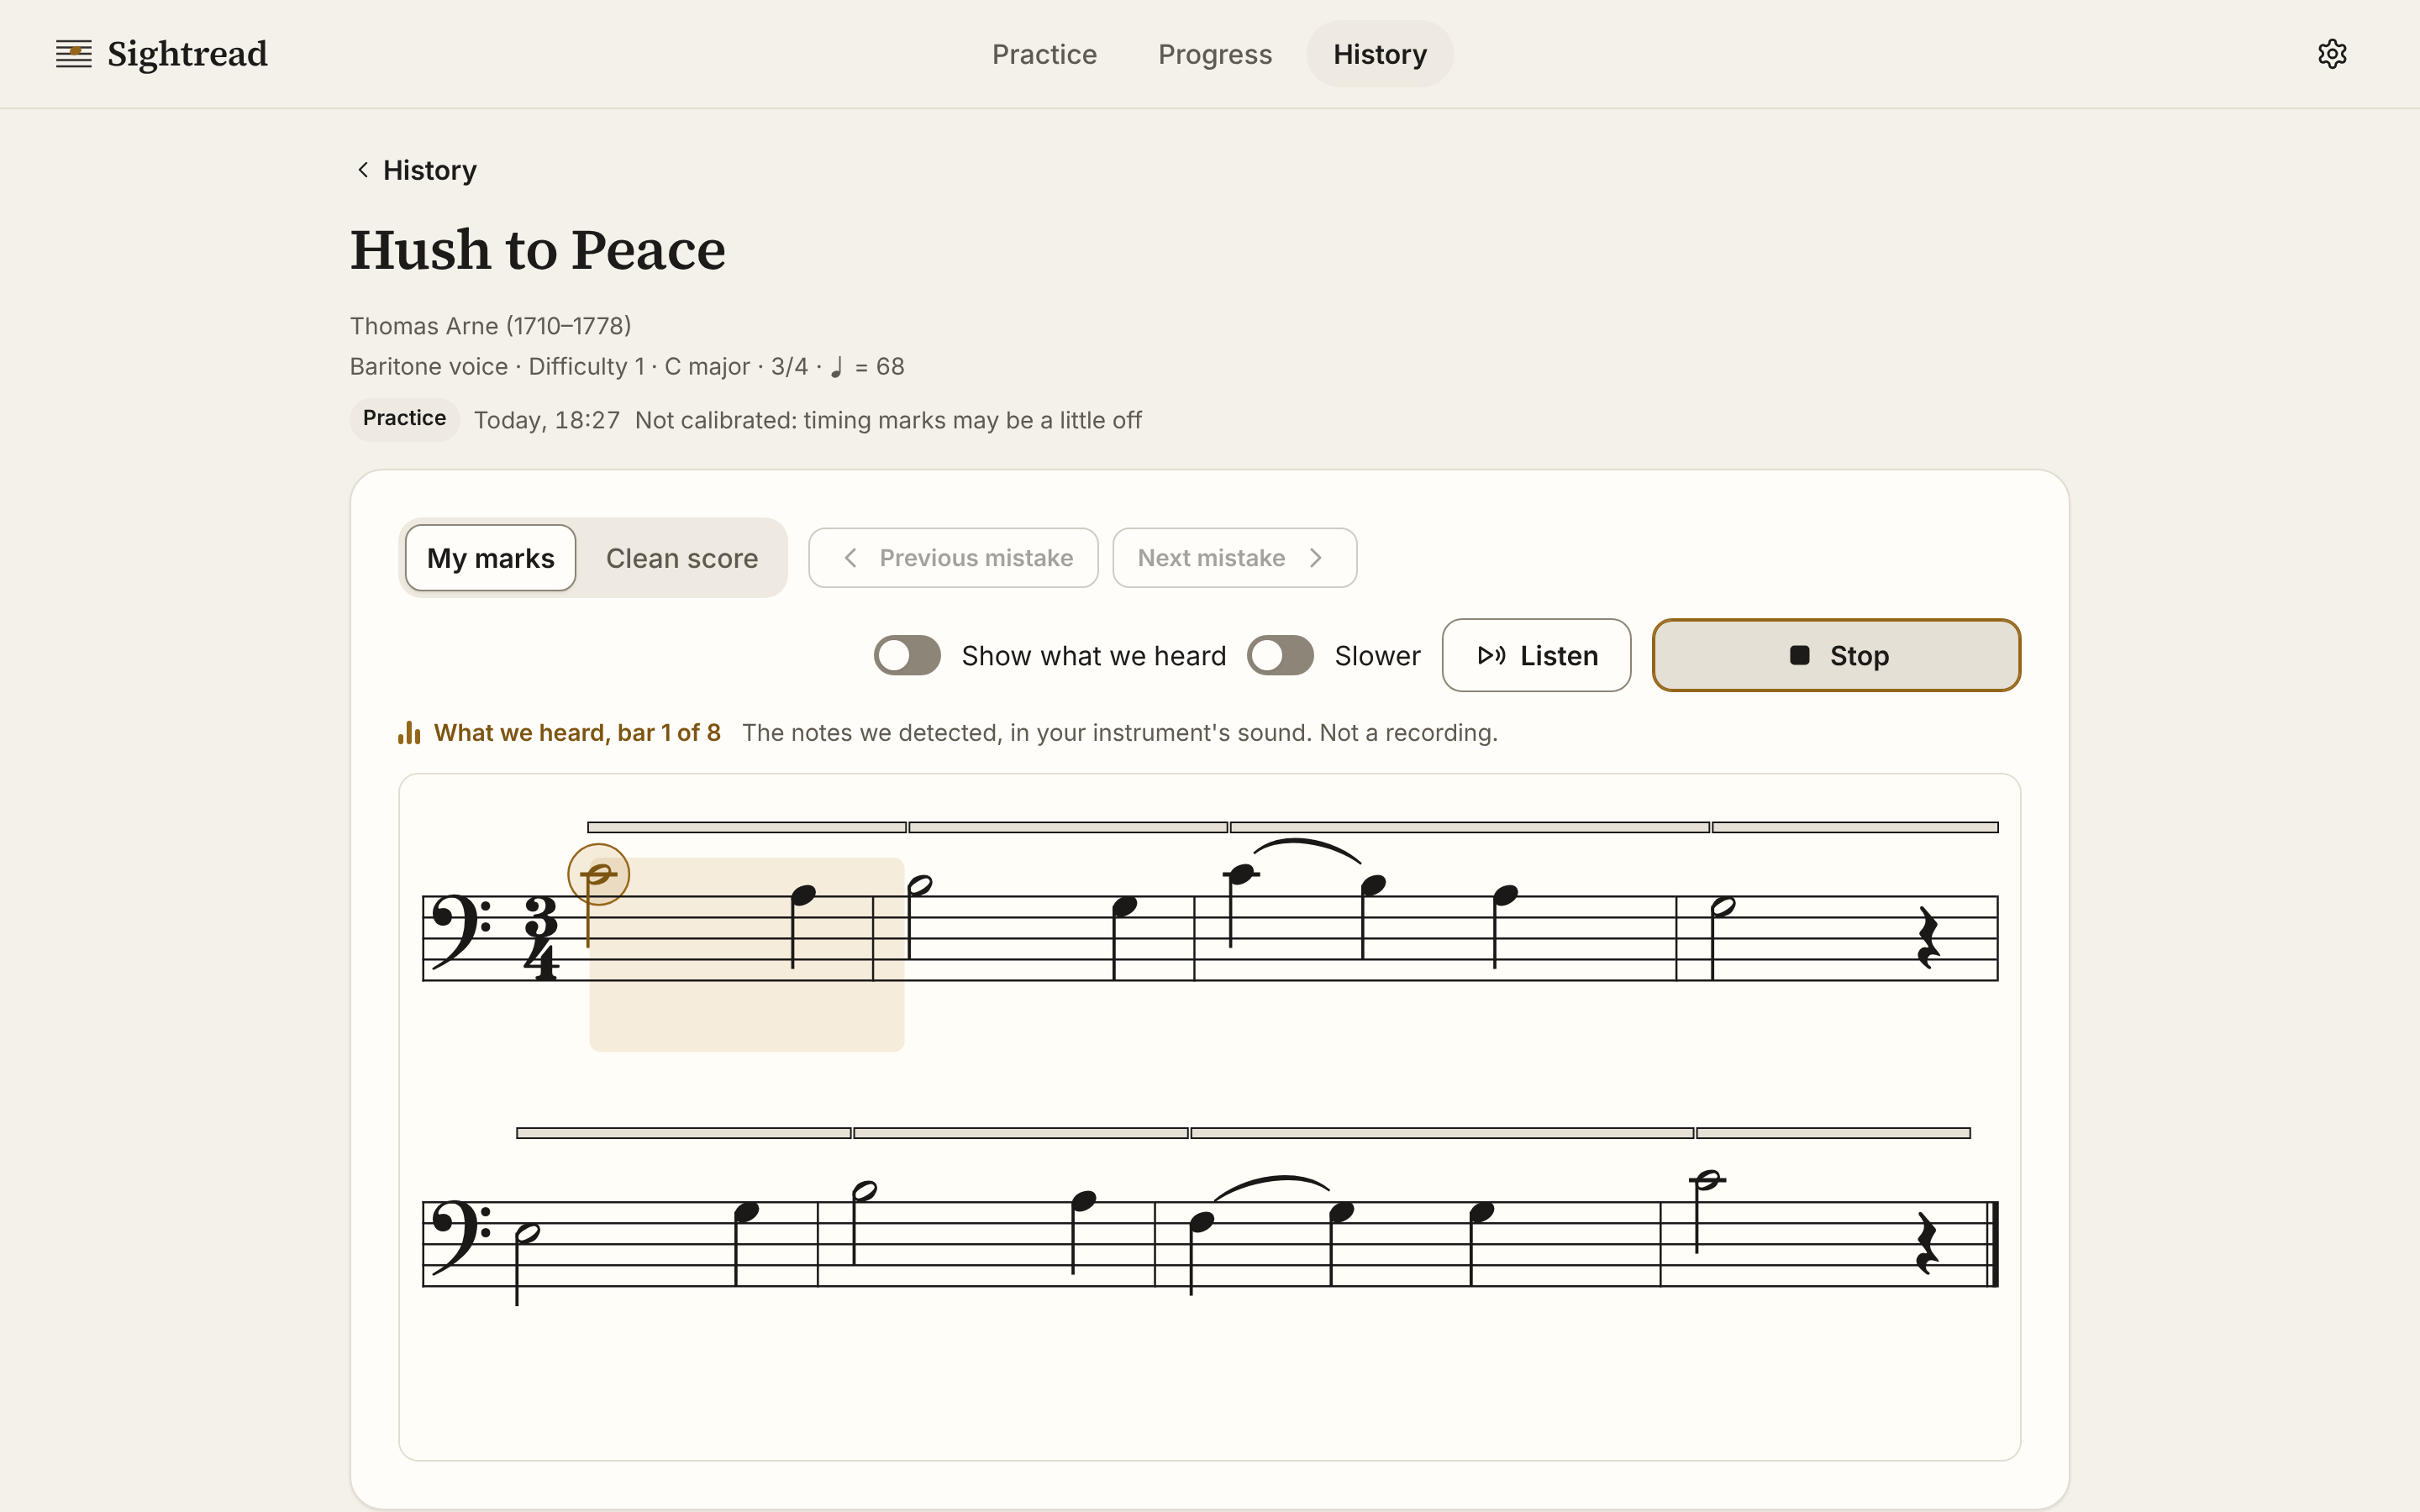 Sightread
Practice
Progress
History
History
Hush to Peace
Thomas Arne (1710–1778)
Baritone voice · Difficulty 1 · C major · 3/4 · ♩ = 68
Practice Today, 18:27 Not calibrated: timing marks may be a little off
My marks Clean score Previous mistake Next mistake
Show what we heard Slower Listen Stop
What we heard, bar 1 of 8 The notes we detected, in your instrument's sound. Not a recording.
3
4